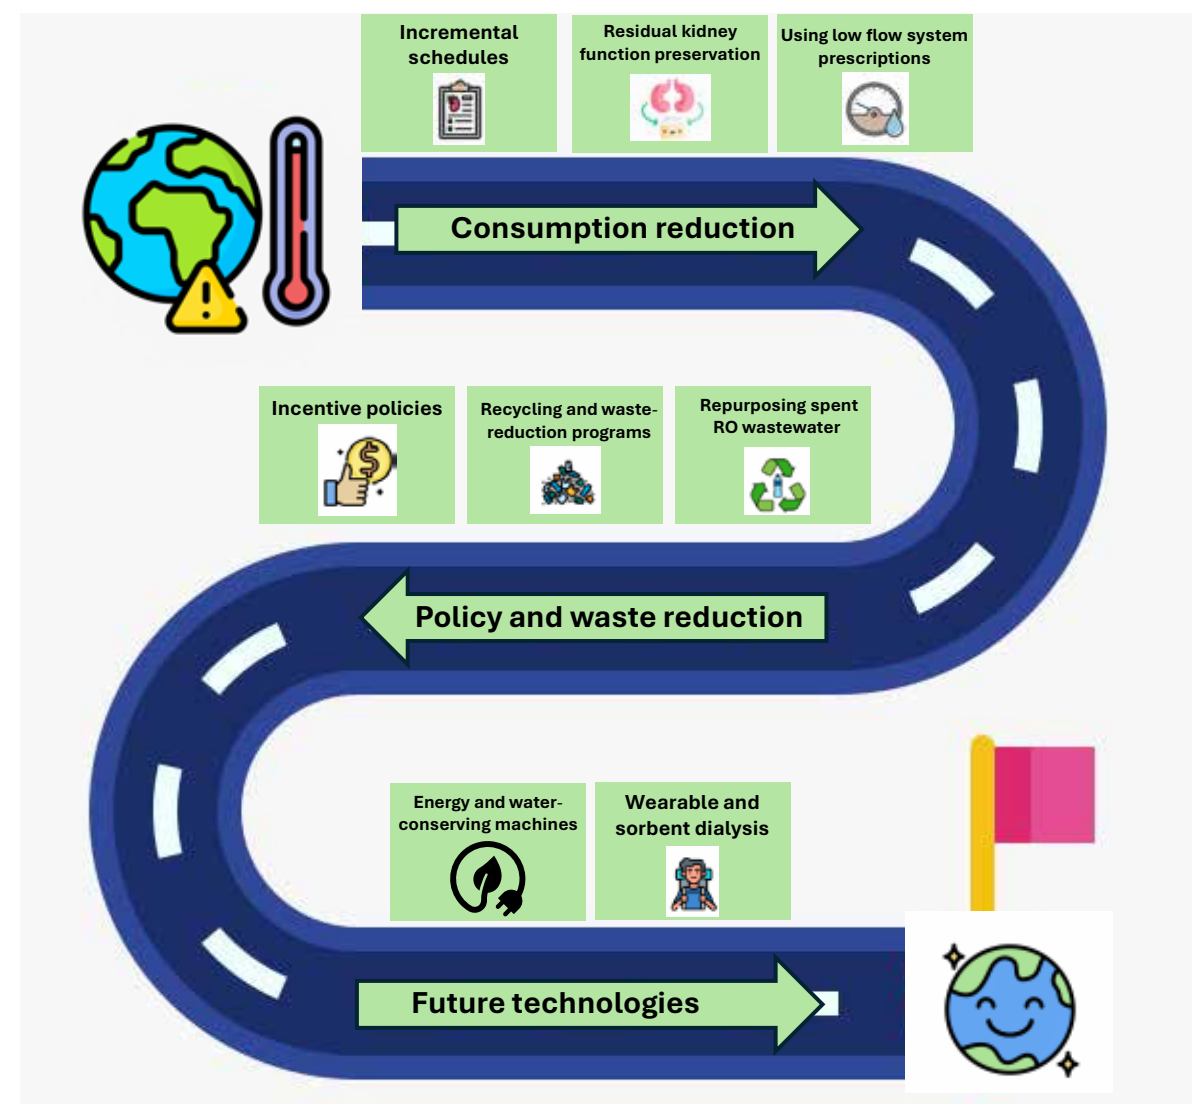 Incremental
schedules
Residual kidney
function preservation
Using low flow system
prescriptions
Consumption reduction
Incentive policies
Recycling and waste-
reduction programs
Repurposing spent
RO wastewater
Policy and waste reduction
Energy and water-
conserving machines
Wearable and
sorbent dialysis
Future technologies